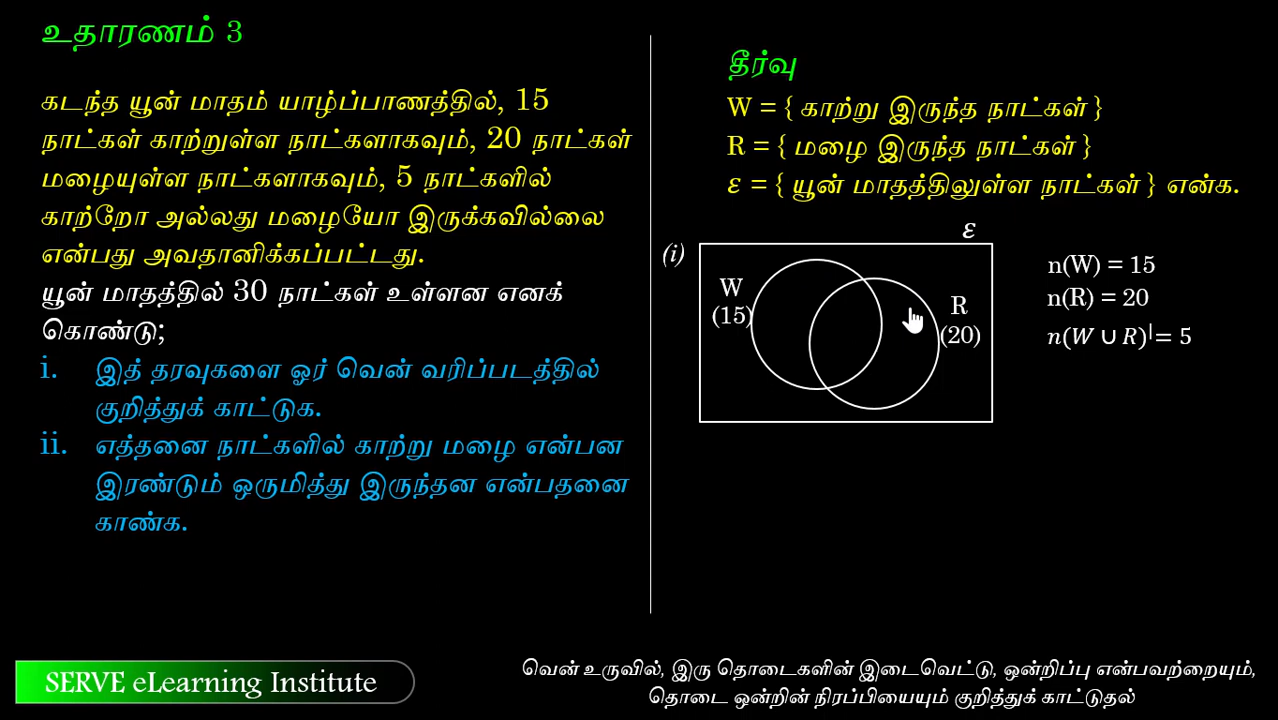 உதாரணம் 3
கடந்த யூன் மாதம் யாழ்ப்பாணத்தில், 15
நாட்கள் காற்றுள்ள நாட்களாகவும், 20 நாட்கள்
மழையுள்ள நாட்களாகவும், 5 நாட்களில்
காற்றோ அல்லது மழையோ இருக்கவில்லை
என்பது அவதானிக்கப்பட்டது.
யூன் மாதத்தில் 30 நாட்கள் உள்ளன எனக்
கொண்டு;
i. இத் தரவுகளை ஓர் வென் வரிப்படத்தில்
குறித்துக் காட்டுக.
ii. எத்தனை நாட்களில் காற்று மழை என்பன
இரண்டும் ஒருமித்து இருந்தன என்பதனை
காண்க.
தீர்வு
W = { காற்று இருந்த நாட்கள் }
R = { மழை இருந்த நாட்கள் }
ε = { யூன் மாதத்திலுள்ள நாட்கள் } என்க.
(i)
ε
W
(15)
R
(20)
n(W) = 15
n(R) = 20
n(W ∪ R)| = 5
SERVE eLearning Institute
வென் உருவில், இரு தொடைகளின் இடைவெட்டு, ஒன்றிப்பு என்பவற்றையும்,
தொடை ஒன்றின் நிரப்பியையும் குறித்துக் காட்டுதல்